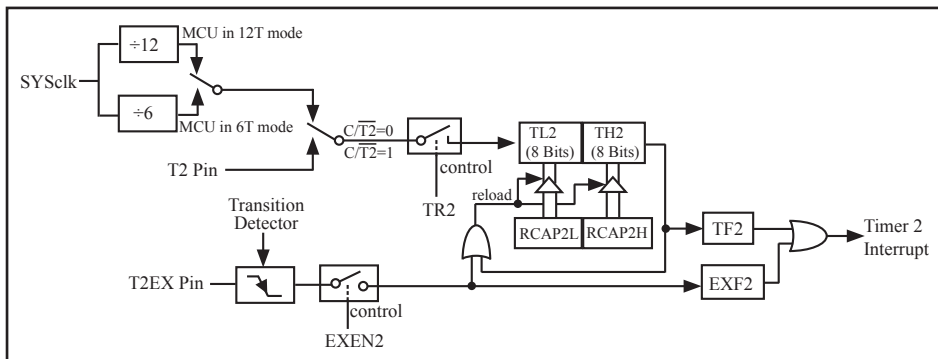 MCU in 12T mode
÷12
SYSclk
÷6
MCU in 6T mode
C/T2=0
C/T2=1
T2 Pin
control
TR2
TL2
(8 Bits)
TH2
(8 Bits)
reload
RCAP2L
RCAP2H
Transition
Detector
T2EX Pin
control
EXEN2
TF2
EXF2
Timer 2
Interrupt